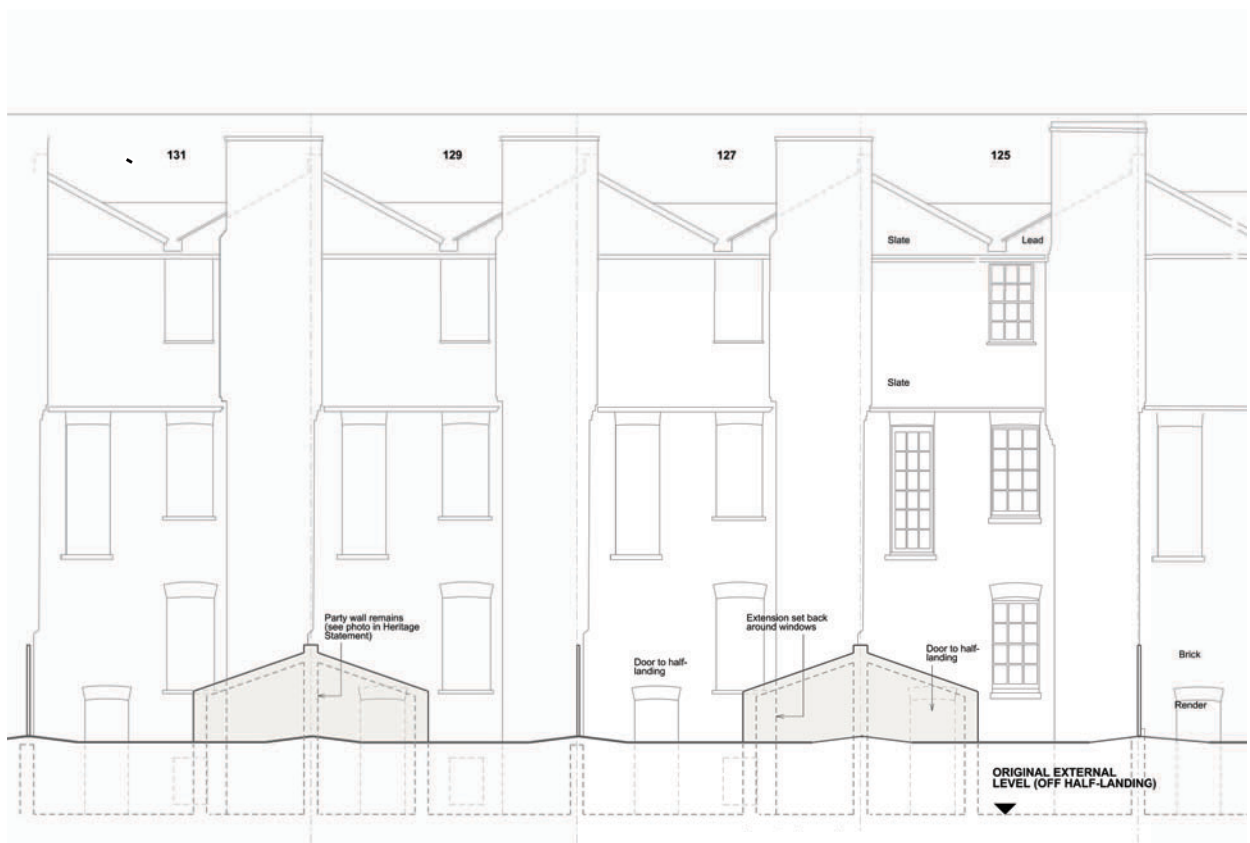 131
129
127
125
Slate
Lead
Slate
Party wall remains
(see photo in Heritage
Statement)
Extension set back
around windows
Door to half-
landing
Door to half-
landing
Brick
Render
ORIGINAL EXTERNAL
LEVEL (OFF HALF-LANDING)